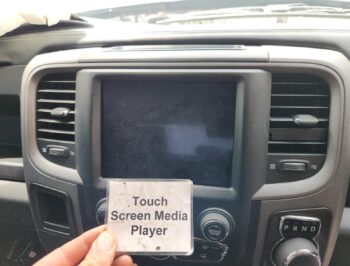 Touch
Screen Media
Player
P R N D